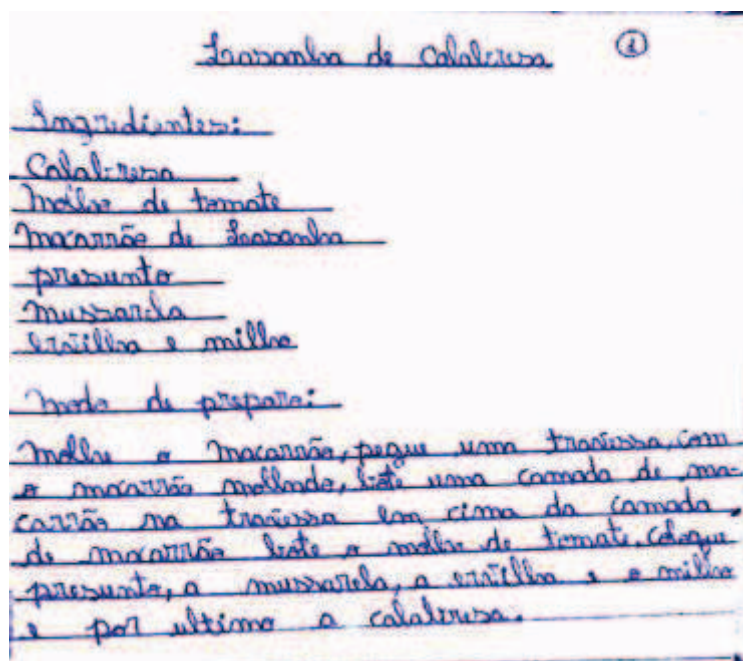 Lasanha de Calabresa ①
Ingredientes:
Calabresa
Molho de tomate
Macarrão de Lasanha
presunto
mussarela
ervilha e milho
Modo de preparo:
Molhe o macarrão, pegue uma travessa, com
o macarrão molhado, bote uma camada de ma-
carrão na travessa em cima da camada
de macarrão bote o molho de tomate, coloque
presunto, a mussarela, a ervilha e o milho
e por ultimo a calabresa.